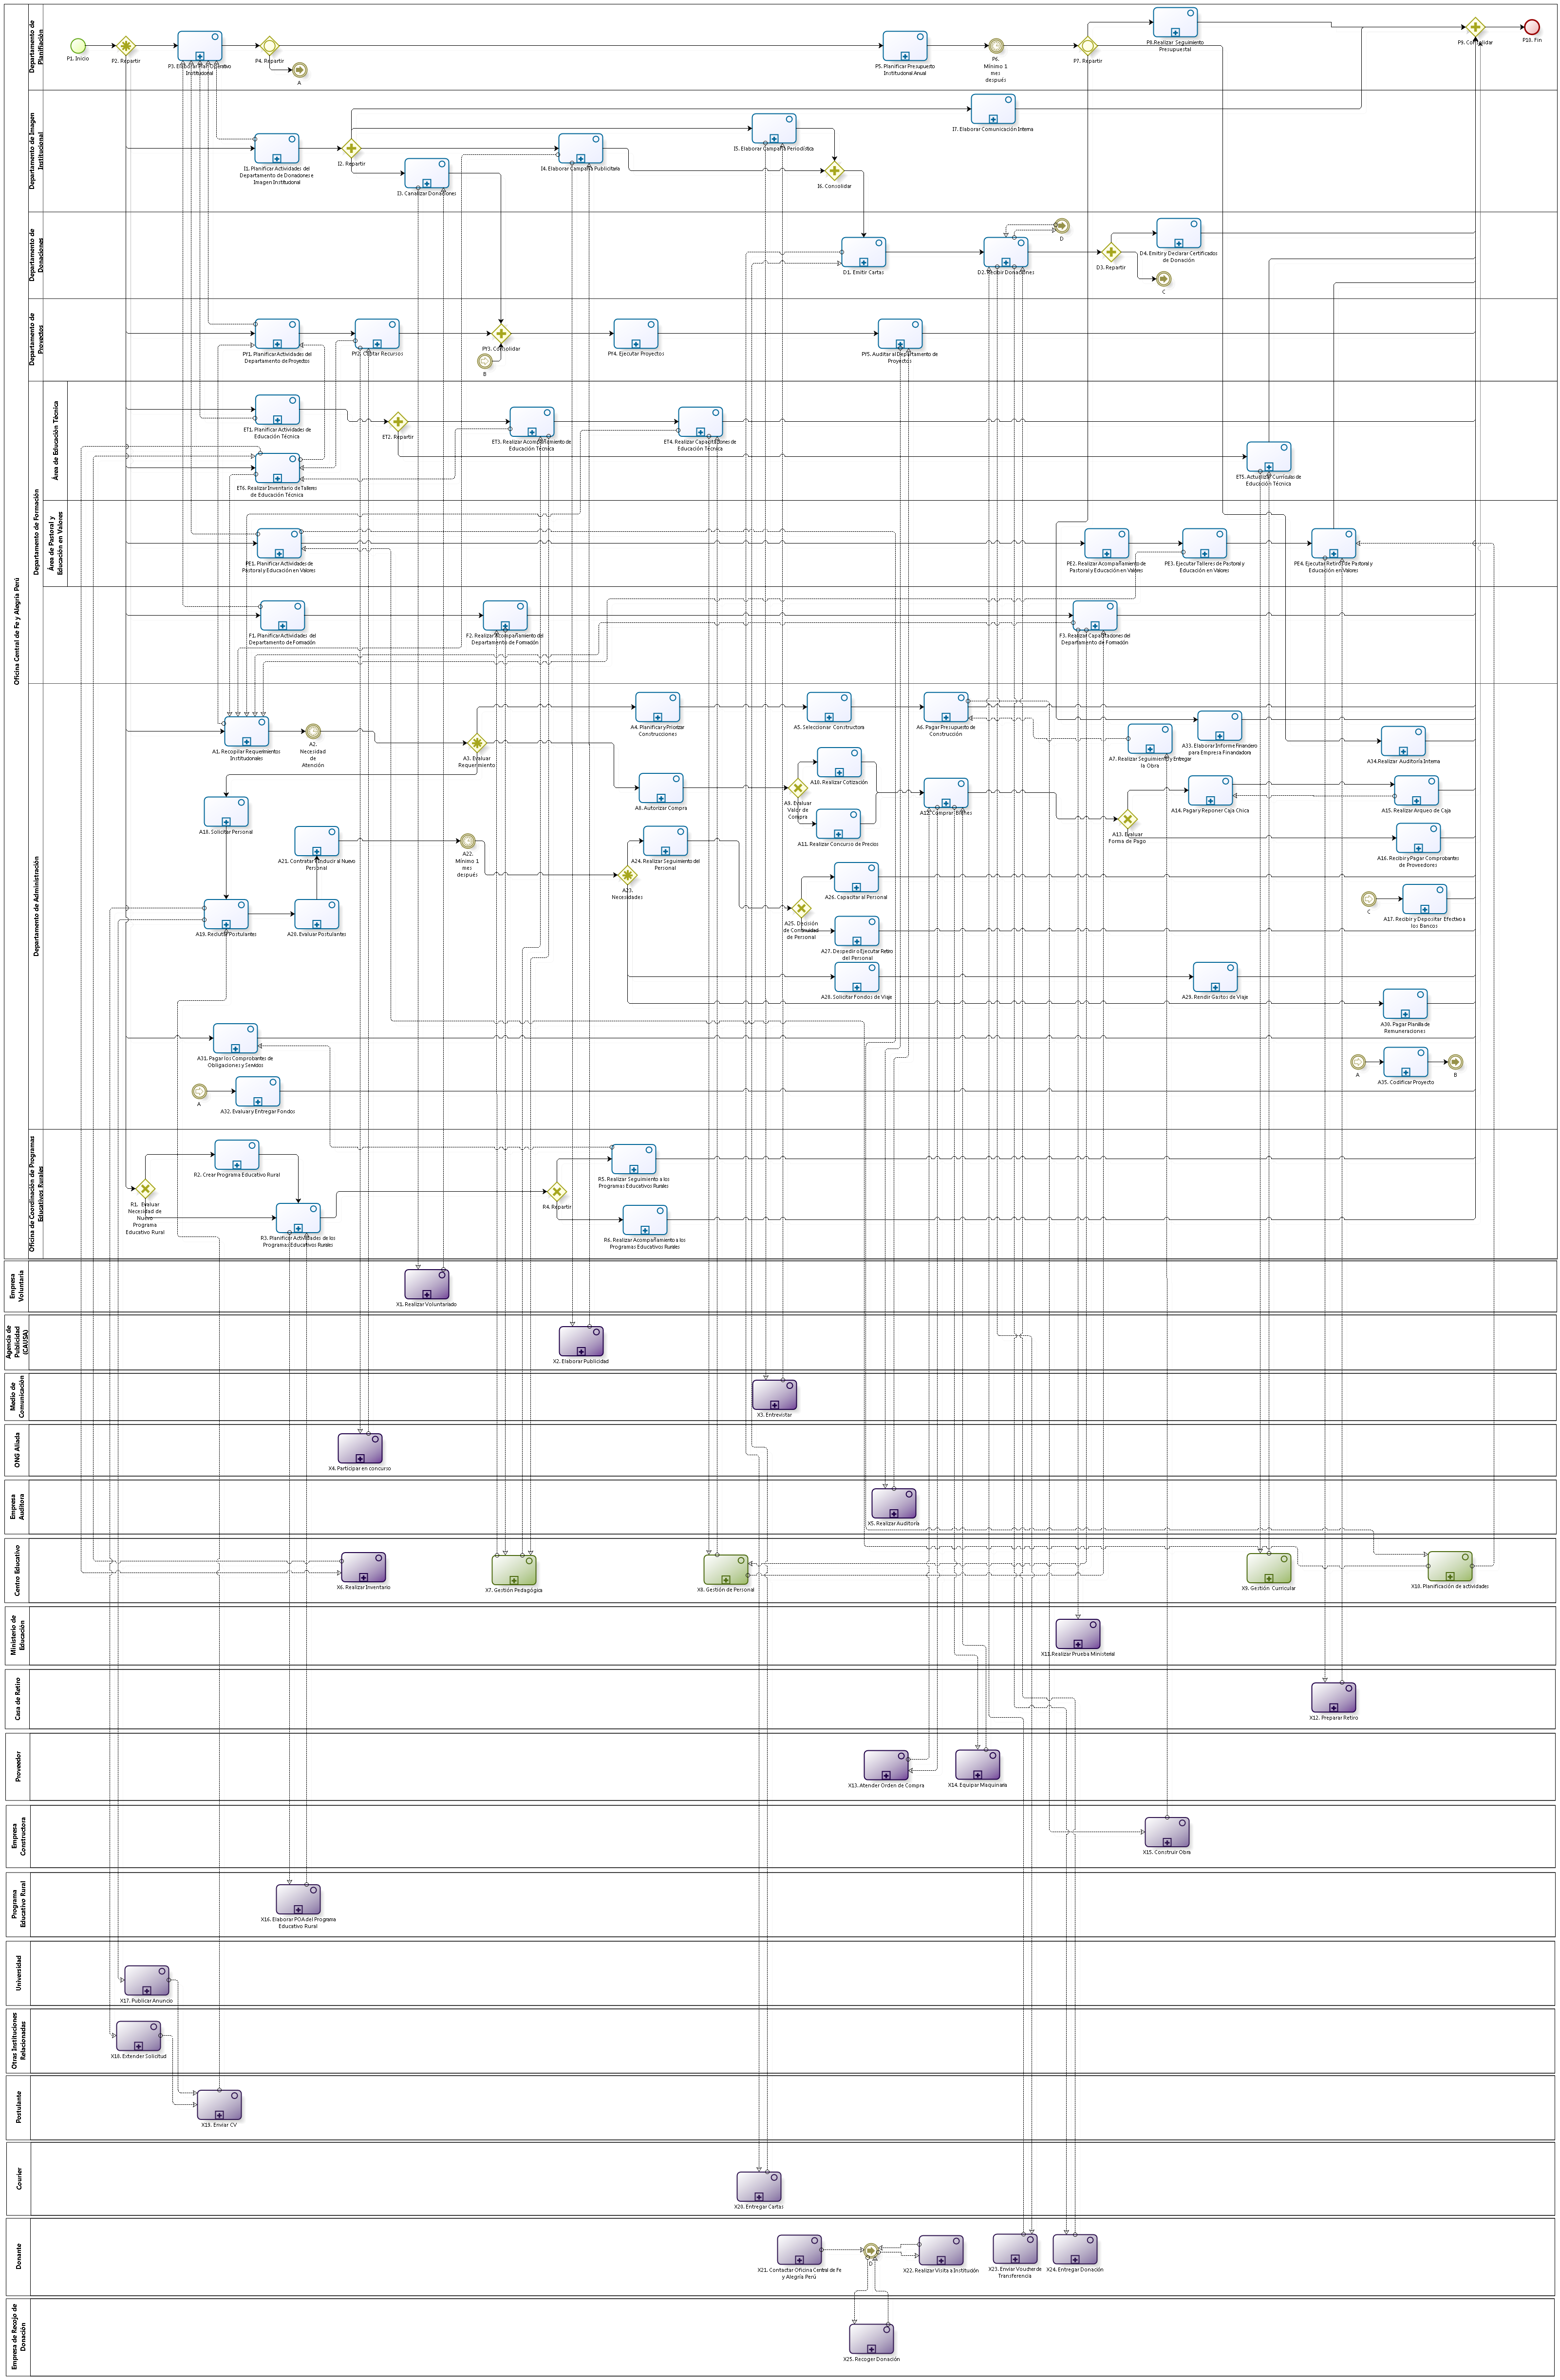 Oficina Central de Fe y Alegría Perú
Departamento de
Planifiación
P1. Inicio
P2. Repartir
P3. Elaborar Plan Operativo
Institucional
P4. Repartir
A
P5. Planificar Presupuesto
Institucional Anual
P6.
Mínimo 1
mes
después
P7. Repartir
P8.Realizar Seguimiento
Presupuestal
P9. Consolidar
P10. Fin
Departamento de Imagen
Institucional
I1. Planificar Actividades del
Departamento de Donadones e
Imagen Institucional
I2. Repartir
I3. Canalizar Donaciones
I4. Elaborar Campaña Publicitaria
I5. Elaborar Campaña Periodística
I6. Consolidar
I7. Elaborar Comunicación Interna
Departamento de
Donaciones
D1. Emitir Cartas
D2. Recibir Donaciones
D
D3. Repartir
D4. Emitir y Declarar Certificados
de Donación
C
Departamento de
Proyectos
PY1. Planificar Actividades del
Departamento de Proyectos
PY2. Captar Recursos
PY3. Consolidar
B
PY4. Ejecutar Proyectos
PY5. Auditar al Departamento de
Proyectos
Departamento de Formación
Área de Educación Técnica
ET1. Planificar Actividades de
Educación Técnica
ET2. Repartir
ET3. Realizar Acompañamiento de
Educación Técnica
ET4. Realizar Capacitaciones de
Educación Técnica
ET5. Actualizar Currículas de
Educación Técnica
ET6. Realizar Inventario de Talleres
de Educación Técnica
Área de Pastoral y
Educación en Valores
PE1. Planificar Actividades de
Pastoral y Educación en Valores
PE2. Realizar Acompañamiento de
Pastoral y Educación en Valores
PE3. Ejecutar Talleres de Pastoral y
Educación en Valores
PE4. Ejecutar Retiros de Pastoral y
Educación en Valores
F1. Planificar Actividades del
Departamento de Formación
F2. Realizar Acompañamiento del
Departamento de Formación
F3. Realizar Capacitaciones del
Departamento de Formación
Departamento de Administración
A1. Recopilar Requerimientos
Institucionales
A2.
Necesidad
de
Atención
A3. Evaluar
Requerimiento
A4. Planificar y Priorizar
Construcciones
A5. Seleccionar Constructora
A6. Pagar Presupuesto de
Construcción
A7. Realizar Seguimiento y Entregar
la Obra
A33. Elaborar Informe Financiero
para Empresa Financiadora
A34.Realizar Auditoría Interna
A8. Autorizar Compra
A9. Evaluar
Valor de
Compra
A10. Realizar Cotización
A11. Realizar Concurso de Precios
A12. Comprar Bienes
A13. Evaluar
Forma de Pago
A14. Pagar y Reponer Caja Chica
A15. Realizar Arqueo de Caja
A16. Recibir y Pagar Comprobantes
de Proveedores
C
A17. Recibir y Depositar Efectivo a
los Bancos
A18. Solicitar Personal
A19. Reclutar Postulantes
A20. Evaluar Postulantes
A21. Contratar e Inducir al Nuevo
Personal
A22.
Mínimo 1
mes
después
A23.
Necesidades
A24. Realizar Seguimiento del
Personal
A25. Decisión
de Continuidad
de Personal
A26. Capacitar al Personal
A27. Despedir o Ejecutar Retiro
del Personal
A28. Solicitar Fondos de Viaje
A29. Rendir Gastos de Viaje
A30. Pagar Planilla de
Remuneraciones
A31. Pagar los Comprobantes de
Obligaciones y Servicios
A
A32. Evaluar y Entregar Fondos
A
A35. Codificar Proyecto
B
Oficina de Coordinación de Programas
Educativos Rurales
R1. Evaluar
Necesidad de
Nuevo
Programa
Educativo Rural
R2. Crear Programa Educativo Rural
R3. Planificar Actividades de los
Programas Educativos Rurales
R4. Repartir
R5. Realizar Seguimiento a los
Programas Educativos Rurales
R6. Realizar Acompañamiento a los
Programas Educativos Rurales
Empresa
Voluntaria
X1. Realizar Voluntariado
Agencia de
Publicidad
(CAUSA)
X2. Elaborar Publicidad
Medio de
Comunicación
X3. Entrevistar
ONG Aliada
X4. Participar en concurso
Empresa
Auditora
X5. Realizar Auditoría
Centro Educativo
X6. Realizar Inventario
X7. Gestión Pedagógica
X8. Gestión de Personal
X9. Gestión Curricular
X10. Planificación de actividades
Ministerio de
Educación
X11.Realizar Prueba Ministerial
Casa de Retiro
X12. Preparar Retiro
Proveedor
X13. Atender Orden de Compra
X14. Equipar Maquinaria
Empresa
Constructora
X15. Construir Obra
Programa
Educativo Rural
X16. Elaborar POA del Programa
Educativo Rural
Universidad
X17. Publicar Anuncio
Otras Instituciones
Relacionadas
X18. Extender Solicitud
Postulante
X19. Enviar CV
Courier
X20. Entregar Cartas
Donante
X21. Contactar Oficina Central de Fe
y Alegría Perú
D
X22. Realizar Visita a Institución
X23. Enviar Voucher de
Transferencia
X24. Entregar Donación
Empresa de Recojo de
Donación
X25. Recoger Donación